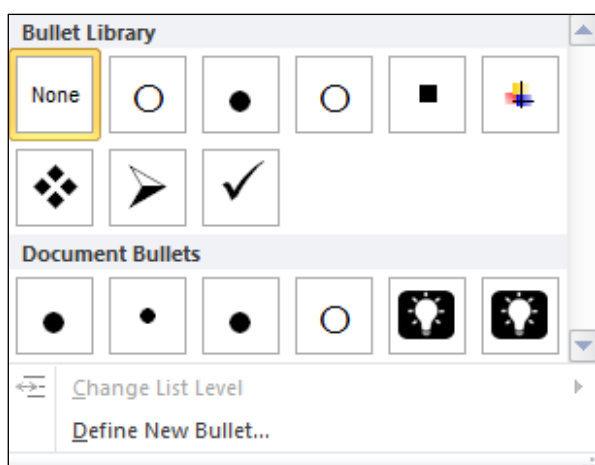 Bullet Library
None
Document Bullets
Change List Level
Define New Bullet...